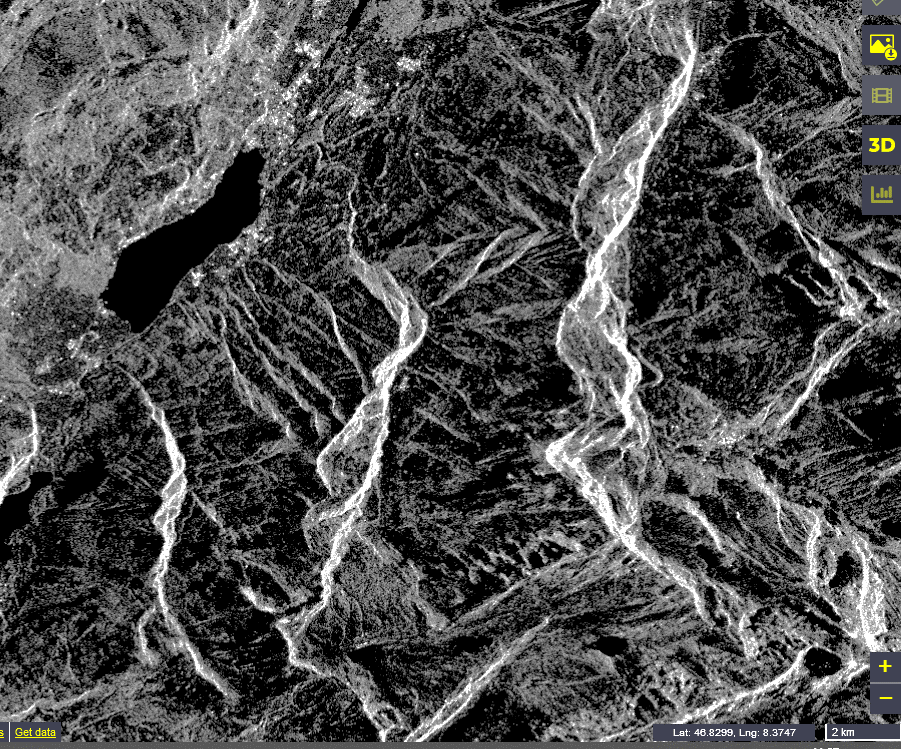 3D
s
Get data
Lat: 46.8299, Lng: 8.3747
2 km